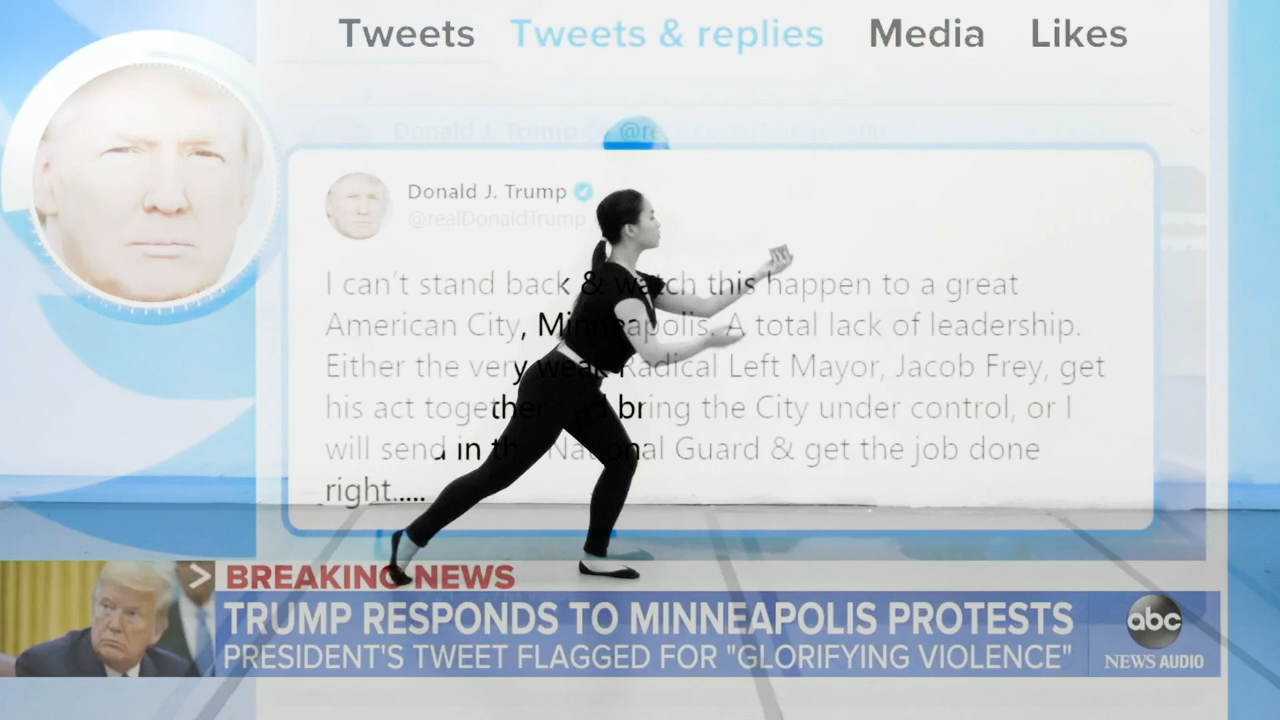 Tweets Tweets & replies Media Likes
Donald J. Trump
Donald J. Trump
@realDonaldTrump
I can't stand back & watch this happen to a great
American City, Minneapolis. A total lack of leadership.
Either the very weak Radical Left Mayor, Jacob Frey, get
his act together and bring the City under control, or I
will send in the National Guard & get the job done
right.....
BREAKING NEWS
TRUMP RESPONDS TO MINNEAPOLIS PROTESTS
PRESIDENT'S TWEET FLAGGED FOR "GLORIFYING VIOLENCE"
abc
NEWS AUDIO